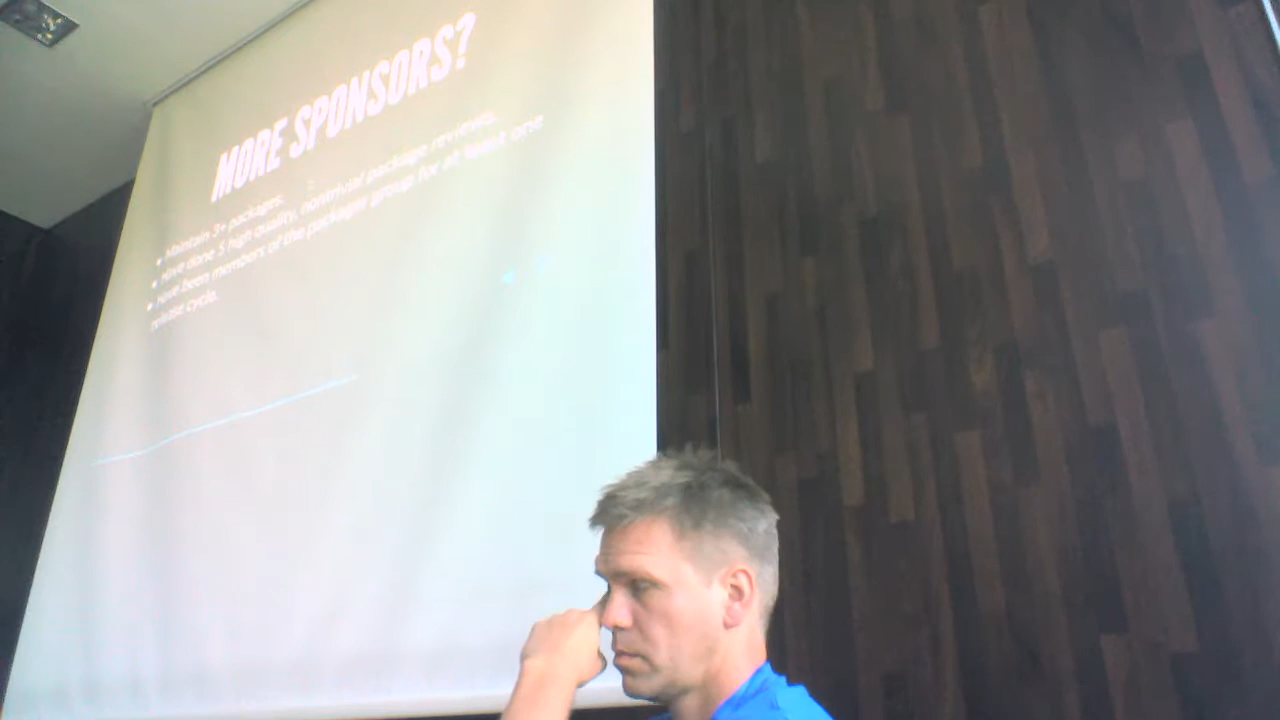 MORE SPONSORS?
• Maintain 5+ packages.
• Have done 5 high quality, nontrivial package reviews.
• Have been members of the packager group for at least one
release cycle.